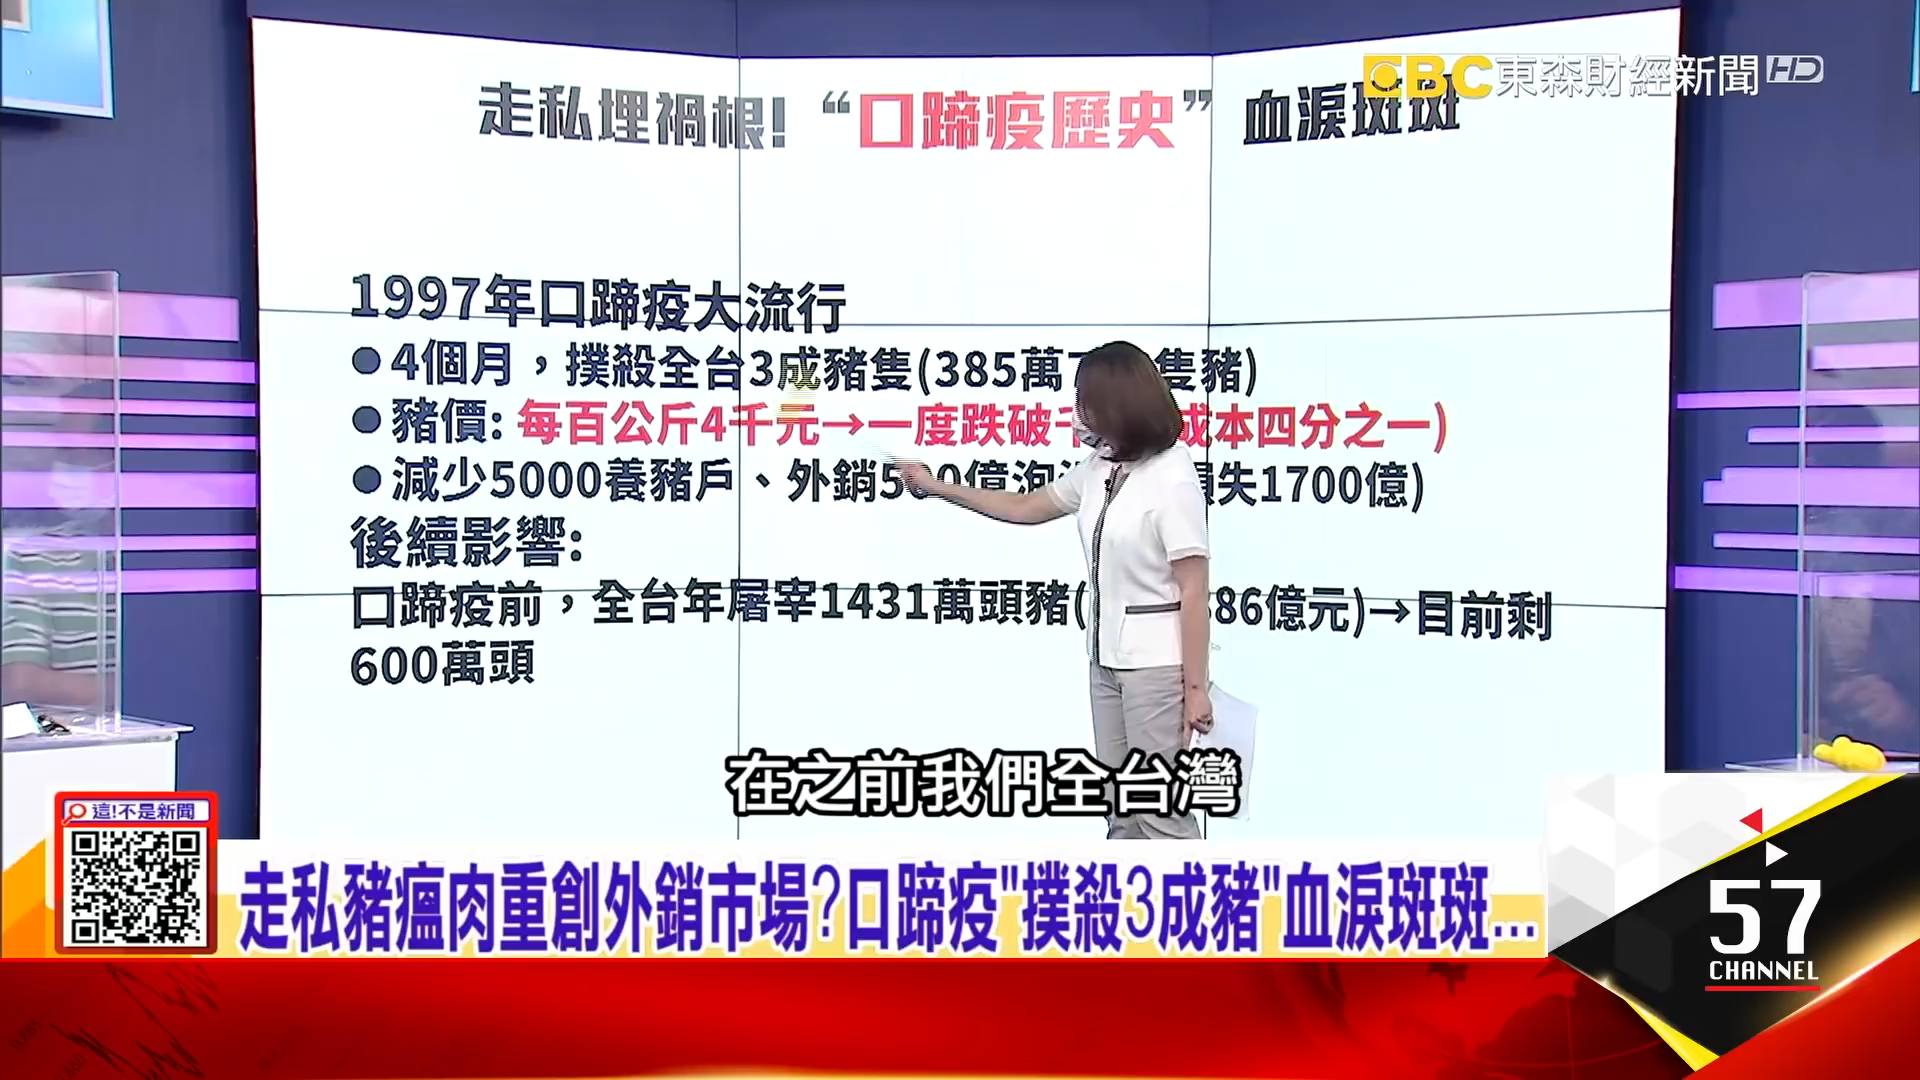 EBC 東森財經新聞 HD
走私埋禍根! “口蹄疫歷史” 血淚斑斑
1997年口蹄疫大流行
●4個月，撲殺全台3成豬隻(385萬 隻豬)
●豬價: 每百公斤4千元→一度跌破千 成本四分之一)
●減少5000養豬戶、外銷5 0億泡 損失1700億)
後續影響:
口蹄疫前，全台年屠宰1431萬頭豬( 86億元)→目前剩
600萬頭
在之前我們全台灣
這!不是新聞
走私豬瘟肉重創外銷市場?口蹄疫"撲殺3成豬"血淚斑斑...
57
CHANNEL